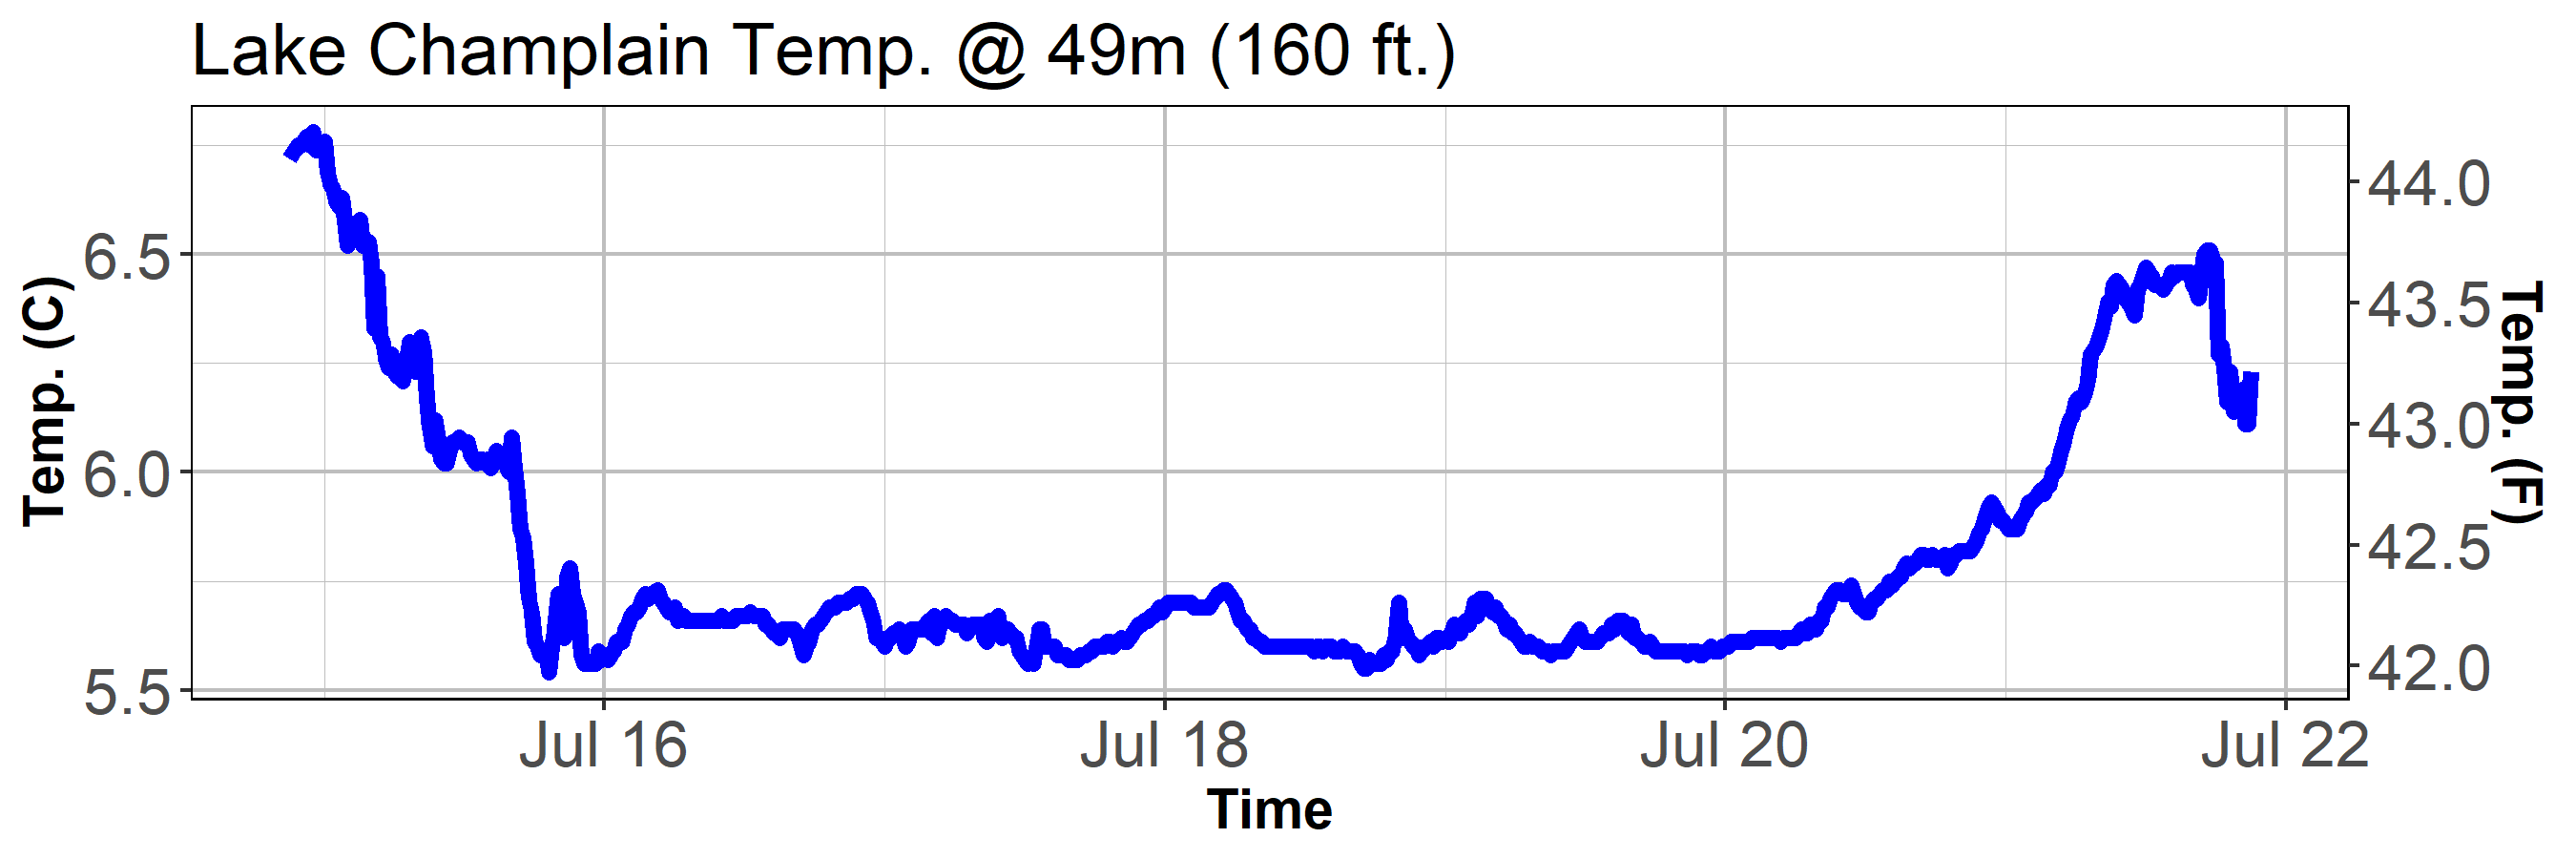 Lake Champlain Temp. @ 49m (160 ft.)
Temp. (C)
6.5
6.0
5.5
44.0
43.5
43.0
42.5
42.0
Temp. (F)
Jul 16 Jul 18 Jul 20 Jul 22
Time